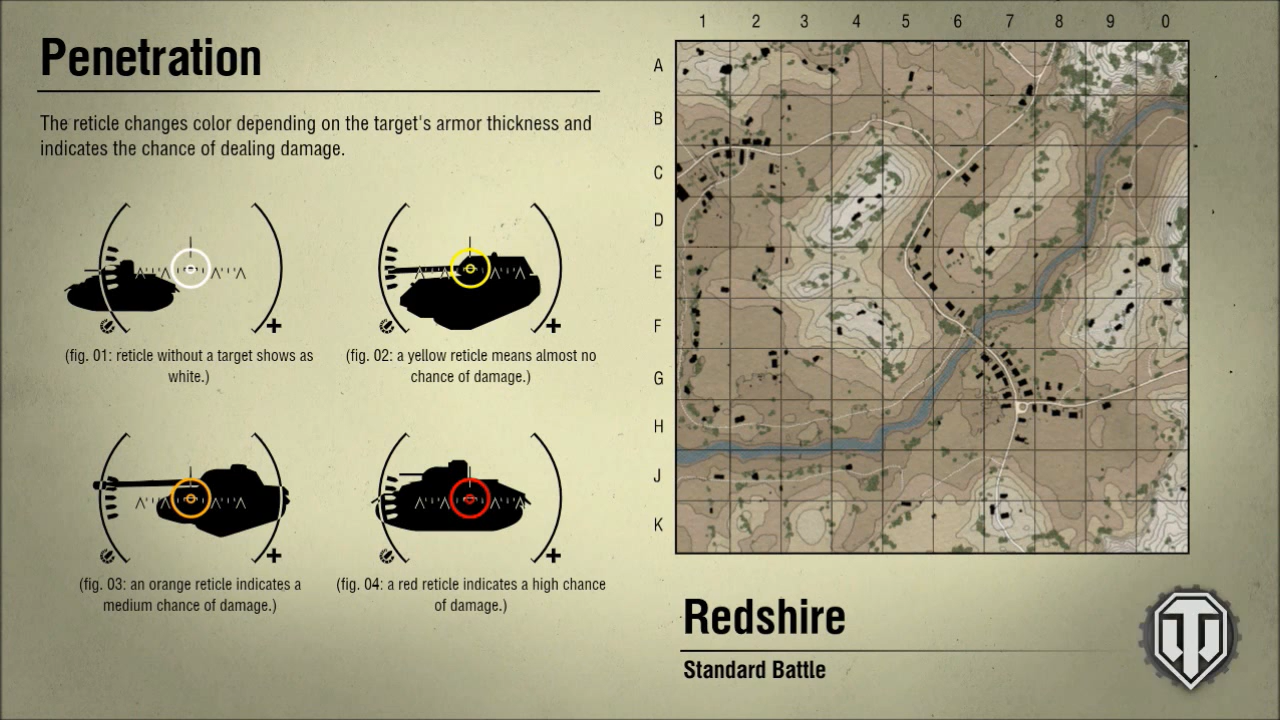 Penetration
The reticle changes color depending on the target's armor thickness and
indicates the chance of dealing damage.
(fig. 01: reticle without a target shows as
white.)
(fig. 02: a yellow reticle means almost no
chance of damage.)
(fig. 03: an orange reticle indicates a
medium chance of damage.)
(fig. 04: a red reticle indicates a high chance
of damage.)
1 2 3 4 5 6 7 8 9 0
A
B
C
D
E
F
G
H
J
K
Redshire
Standard Battle